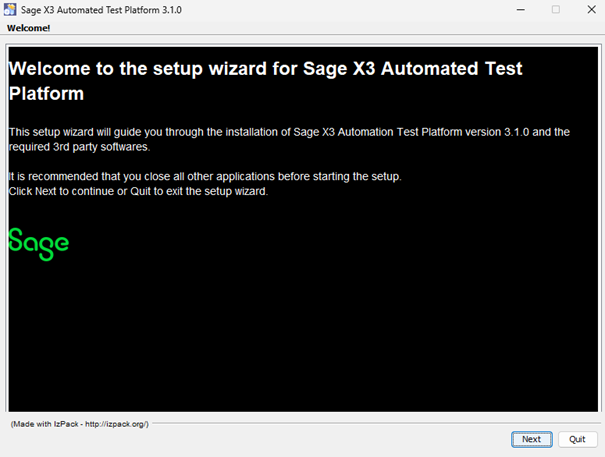 Sage X3 Automated Test Platform 3.1.0
Welcome!
Welcome to the setup wizard for Sage X3 Automated Test
Platform
This setup wizard will guide you through the installation of Sage X3 Automation Test Platform version 3.1.0 and the
required 3rd party softwares.
It is recommended that you close all other applications before starting the setup.
Click Next to continue or Quit to exit the setup wizard.
Sage
(Made with IzPack - http://izpack.org/)
Next Quit